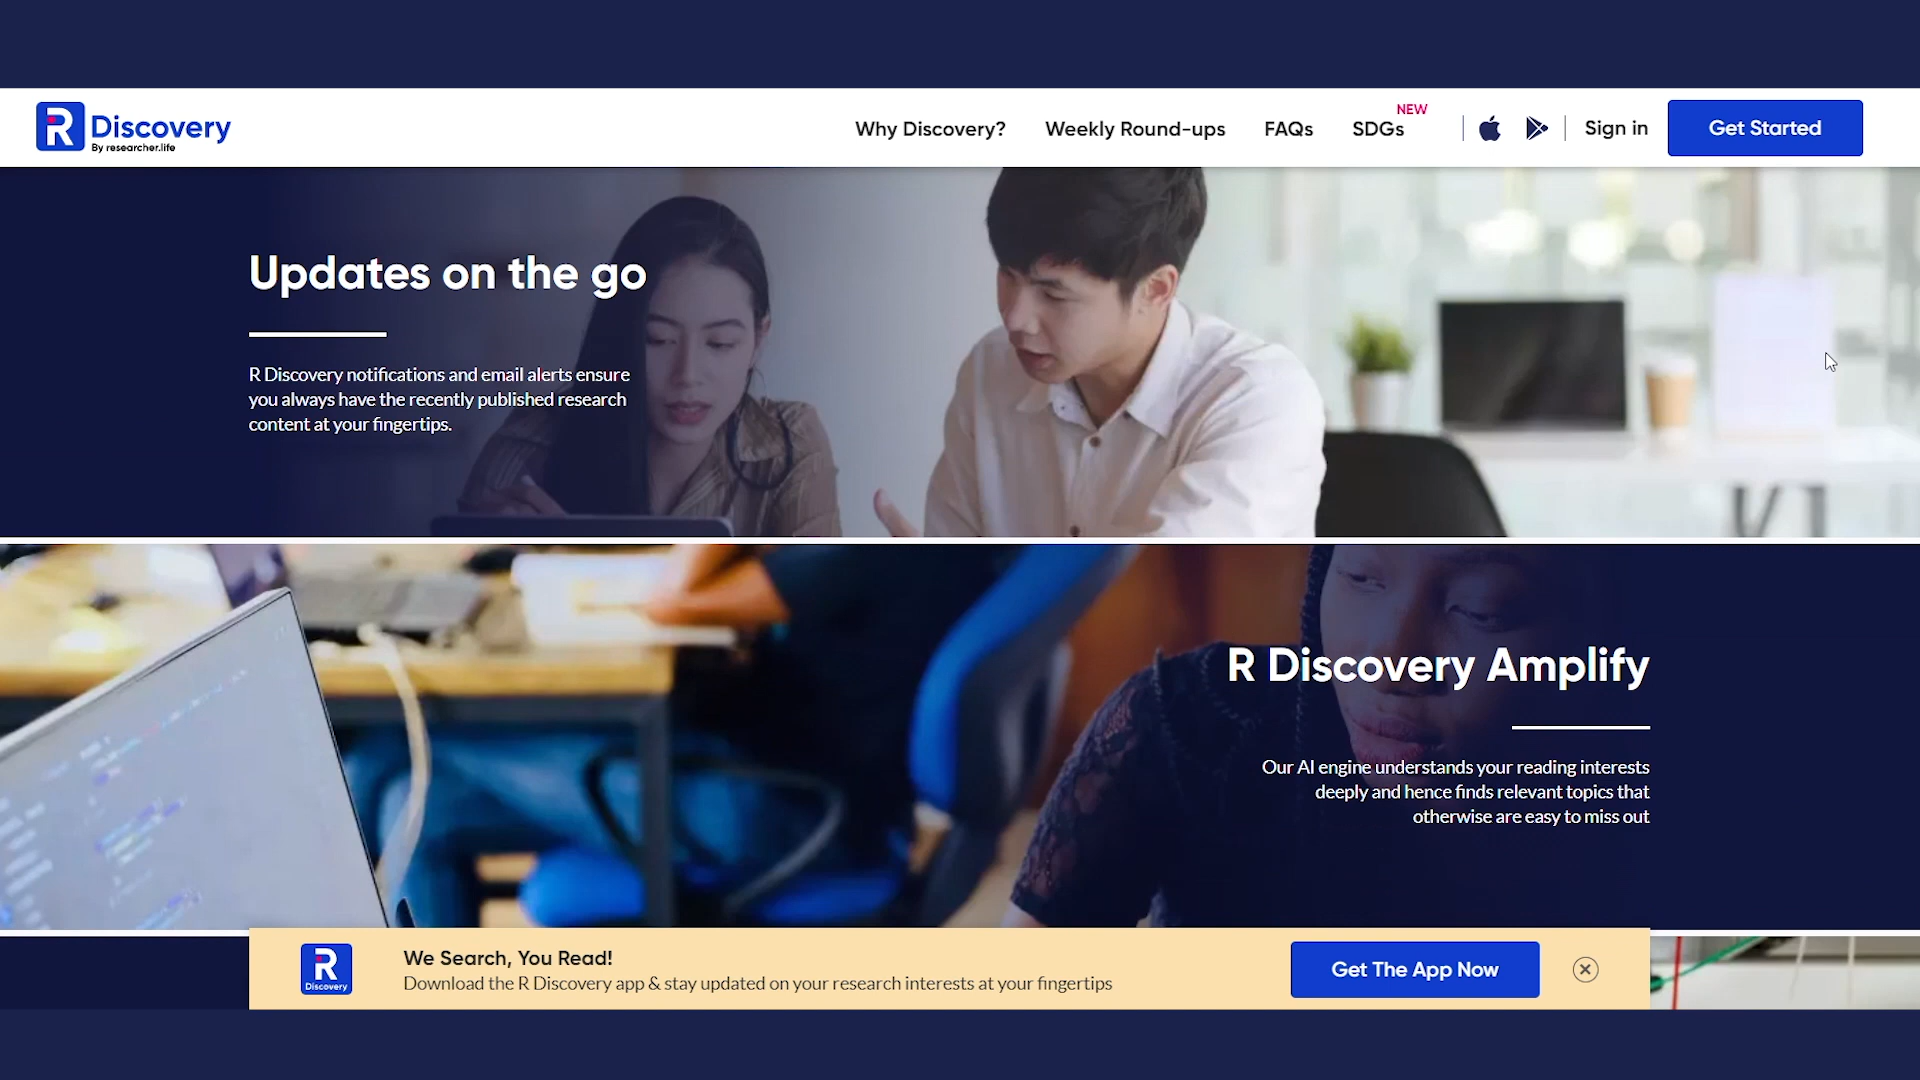 R Discovery
By researcher.life
Why Discovery?
Weekly Round-ups
FAQs
SDGs
NEW
Sign in
Get Started
Updates on the go
R Discovery notifications and email alerts ensure
you always have the recently published research
content at your fingertips.
R Discovery Amplify
Our AI engine understands your reading interests
deeply and hence finds relevant topics that
otherwise are easy to miss out
R
Discovery
We Search, You Read!
Download the R Discovery app & stay updated on your research interests at your fingertips
Get The App Now